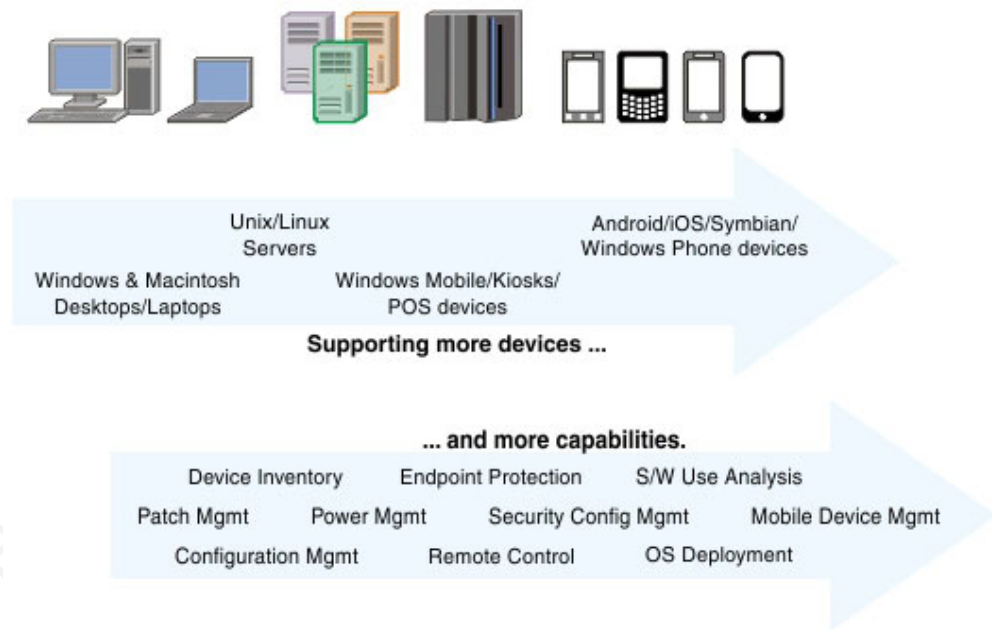 Unix/Linux
Servers
Android/iOS/Symbian/
Windows Phone devices
Windows & Macintosh
Desktops/Laptops
Windows Mobile/Kiosks/
POS devices
Supporting more devices ...
... and more capabilities.
Device Inventory Endpoint Protection S/W Use Analysis
Patch Mgmt Power Mgmt Security Config Mgmt Mobile Device Mgmt
Configuration Mgmt Remote Control OS Deployment